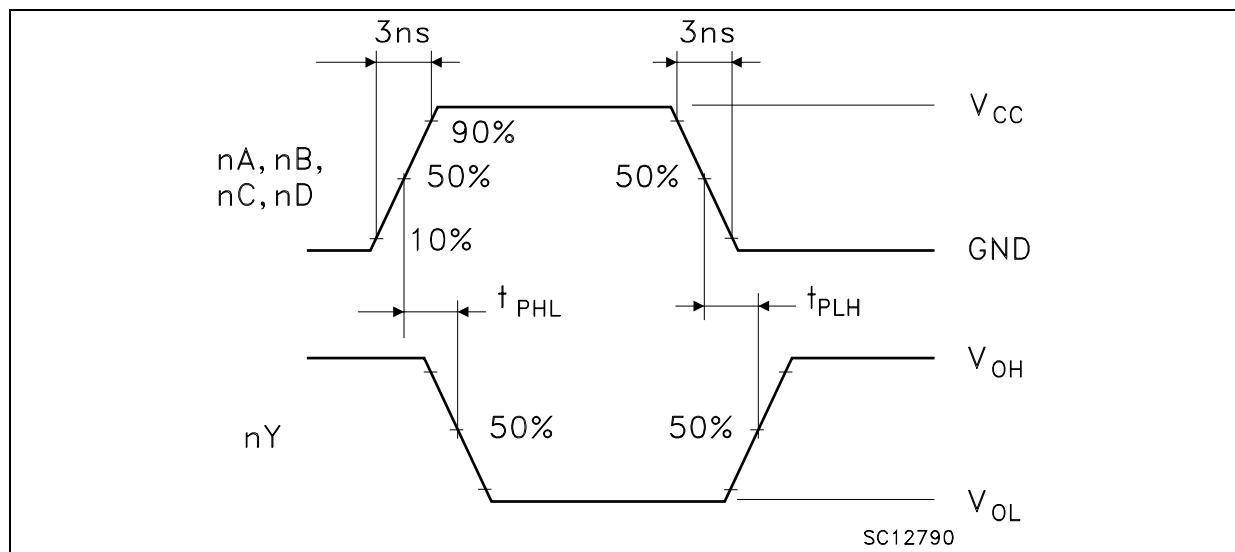 3ns 3ns
V CC
90%
nA, nB,
nC, nD
50% 50%
10%
GND
t PHL tPLH
V OH
nY
50% 50%
V OL
SC12790